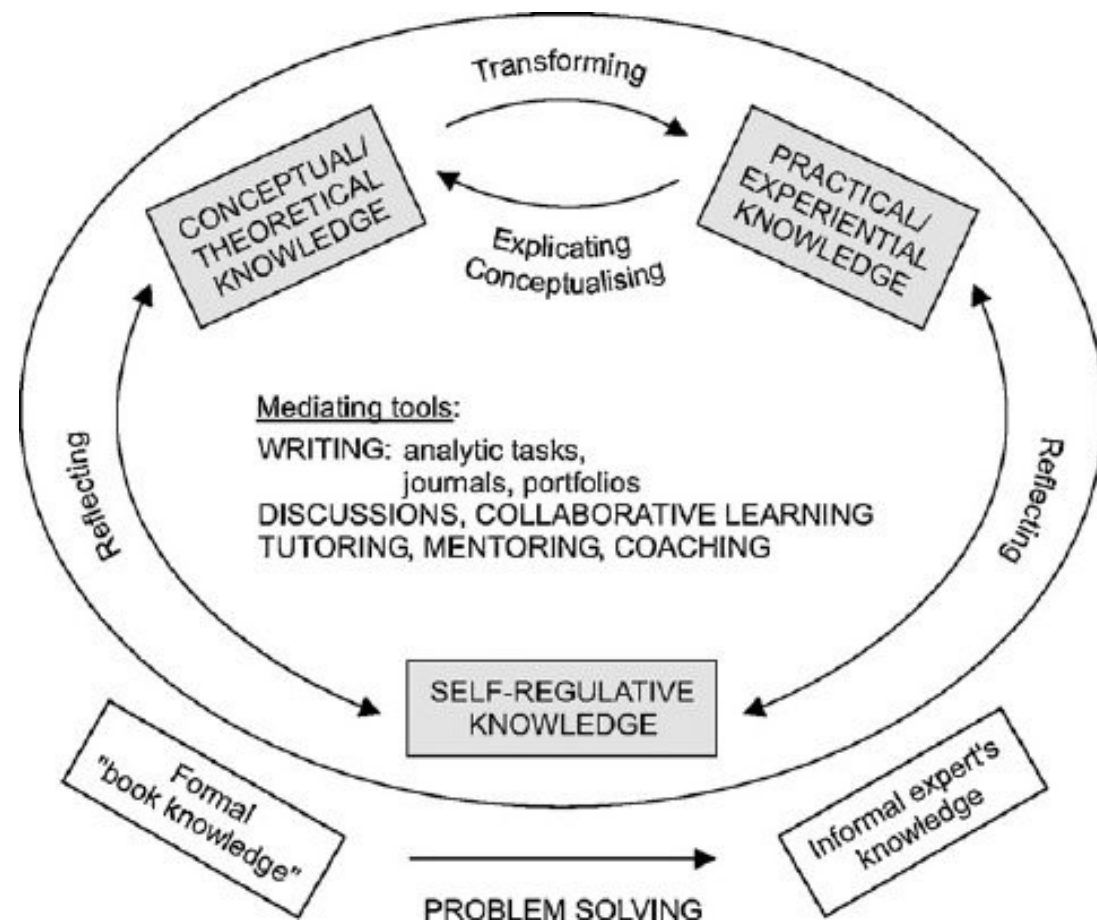 Transforming
CONCEPTUAL/
THEORETICAL
KNOWLEDGE
PRACTICAL/
EXPERIENTIAL
KNOWLEDGE
Explicating
Conceptualising
Mediating tools:
WRITING: analytic tasks,
journals, portfolios
DISCUSSIONS, COLLABORATIVE LEARNING
TUTORING, MENTORING, COACHING
Reflecting
Reflecting
SELF-REGULATIVE
KNOWLEDGE
Formal
"book knowledge"
Informal expert's
knowledge
PROBLEM SOLVING